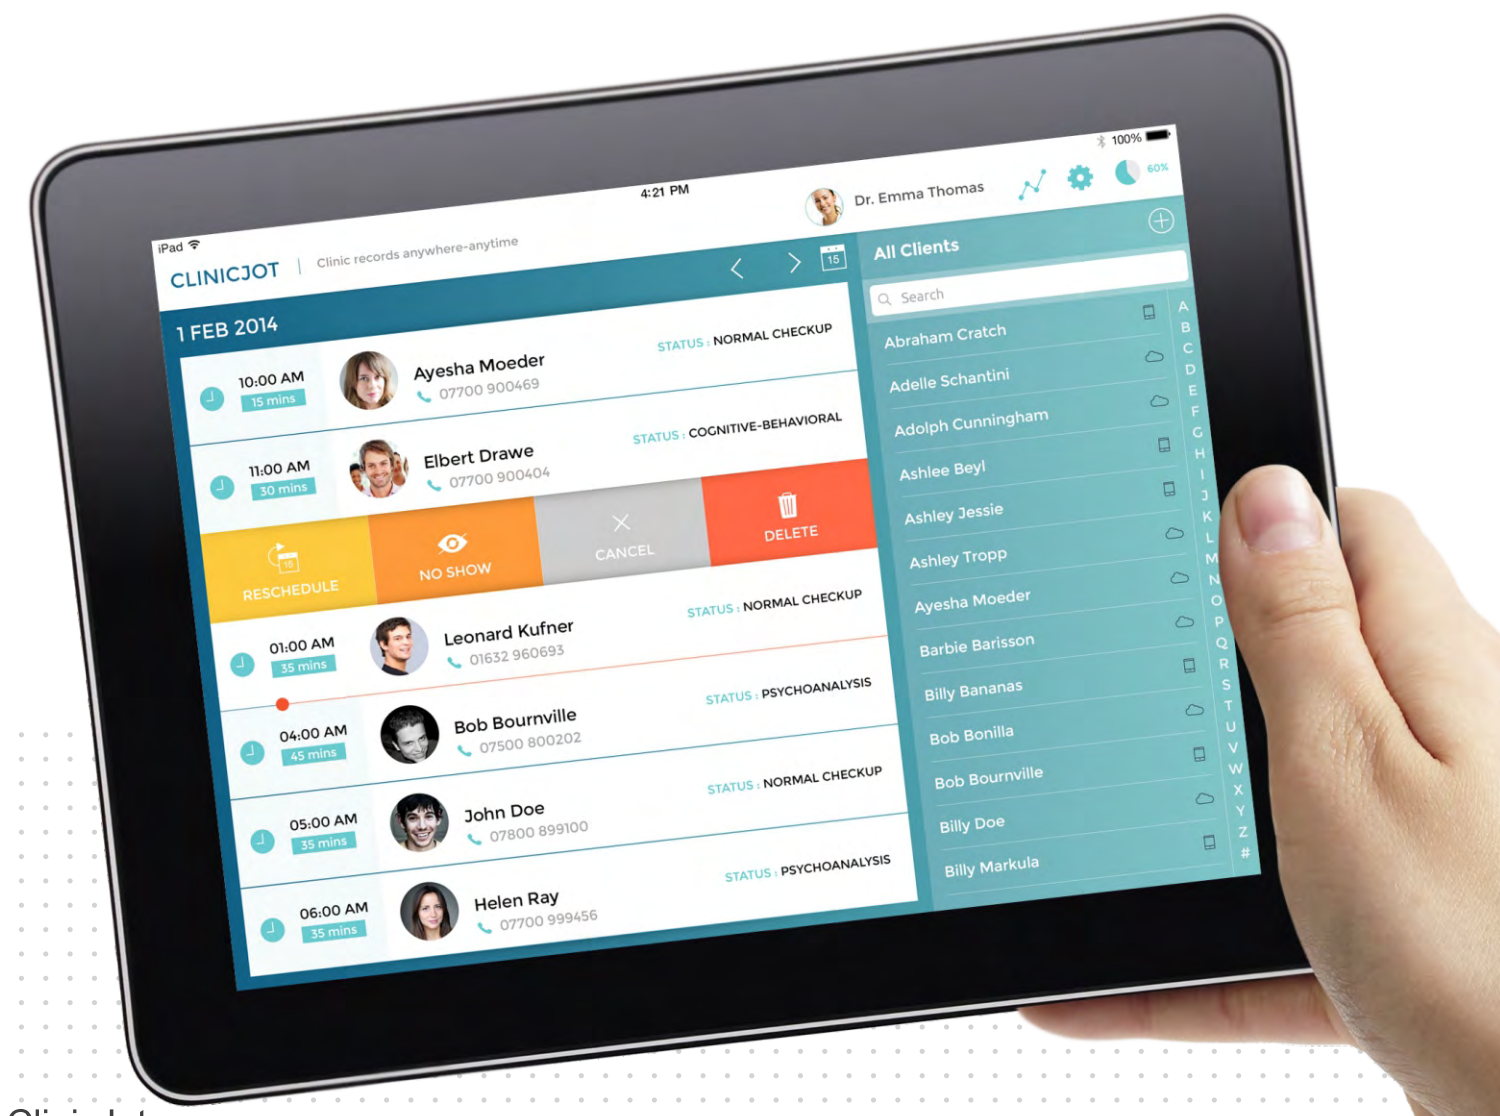 iPad
4:21 PM
100%
CLINICJOT | Clinic records anywhere-anytime
Dr. Emma Thomas
60%
1 FEB 2014
15
10:00 AM
15 mins
Ayesha Moeder
07700 900469
STATUS : NORMAL CHECKUP
11:00 AM
30 mins
Elbert Drawe
07700 900404
STATUS : COGNITIVE-BEHAVIORAL
15
RESCHEDULE
NO SHOW
CANCEL
DELETE
01:00 AM
35 mins
Leonard Kufner
01632 960693
STATUS : NORMAL CHECKUP
04:00 AM
45 mins
Bob Bournville
07500 800202
STATUS : PSYCHOANALYSIS
05:00 AM
35 mins
John Doe
07800 899100
STATUS : NORMAL CHECKUP
06:00 AM
35 mins
Helen Ray
07700 999456
STATUS : PSYCHOANALYSIS
All Clients
Search
Abraham Cratch
Adelle Schantini
Adolph Cunningham
Ashlee Beyl
Ashley Jessie
Ashley Tropp
Ayesha Moeder
Barbie Barisson
Billy Bananas
Bob Bonilla
Bob Bournville
Billy Doe
Billy Markula
A
B
C
D
E
F
G
H
I
J
K
L
M
N
O
P
Q
R
S
T
U
V
W
X
Y
Z
#